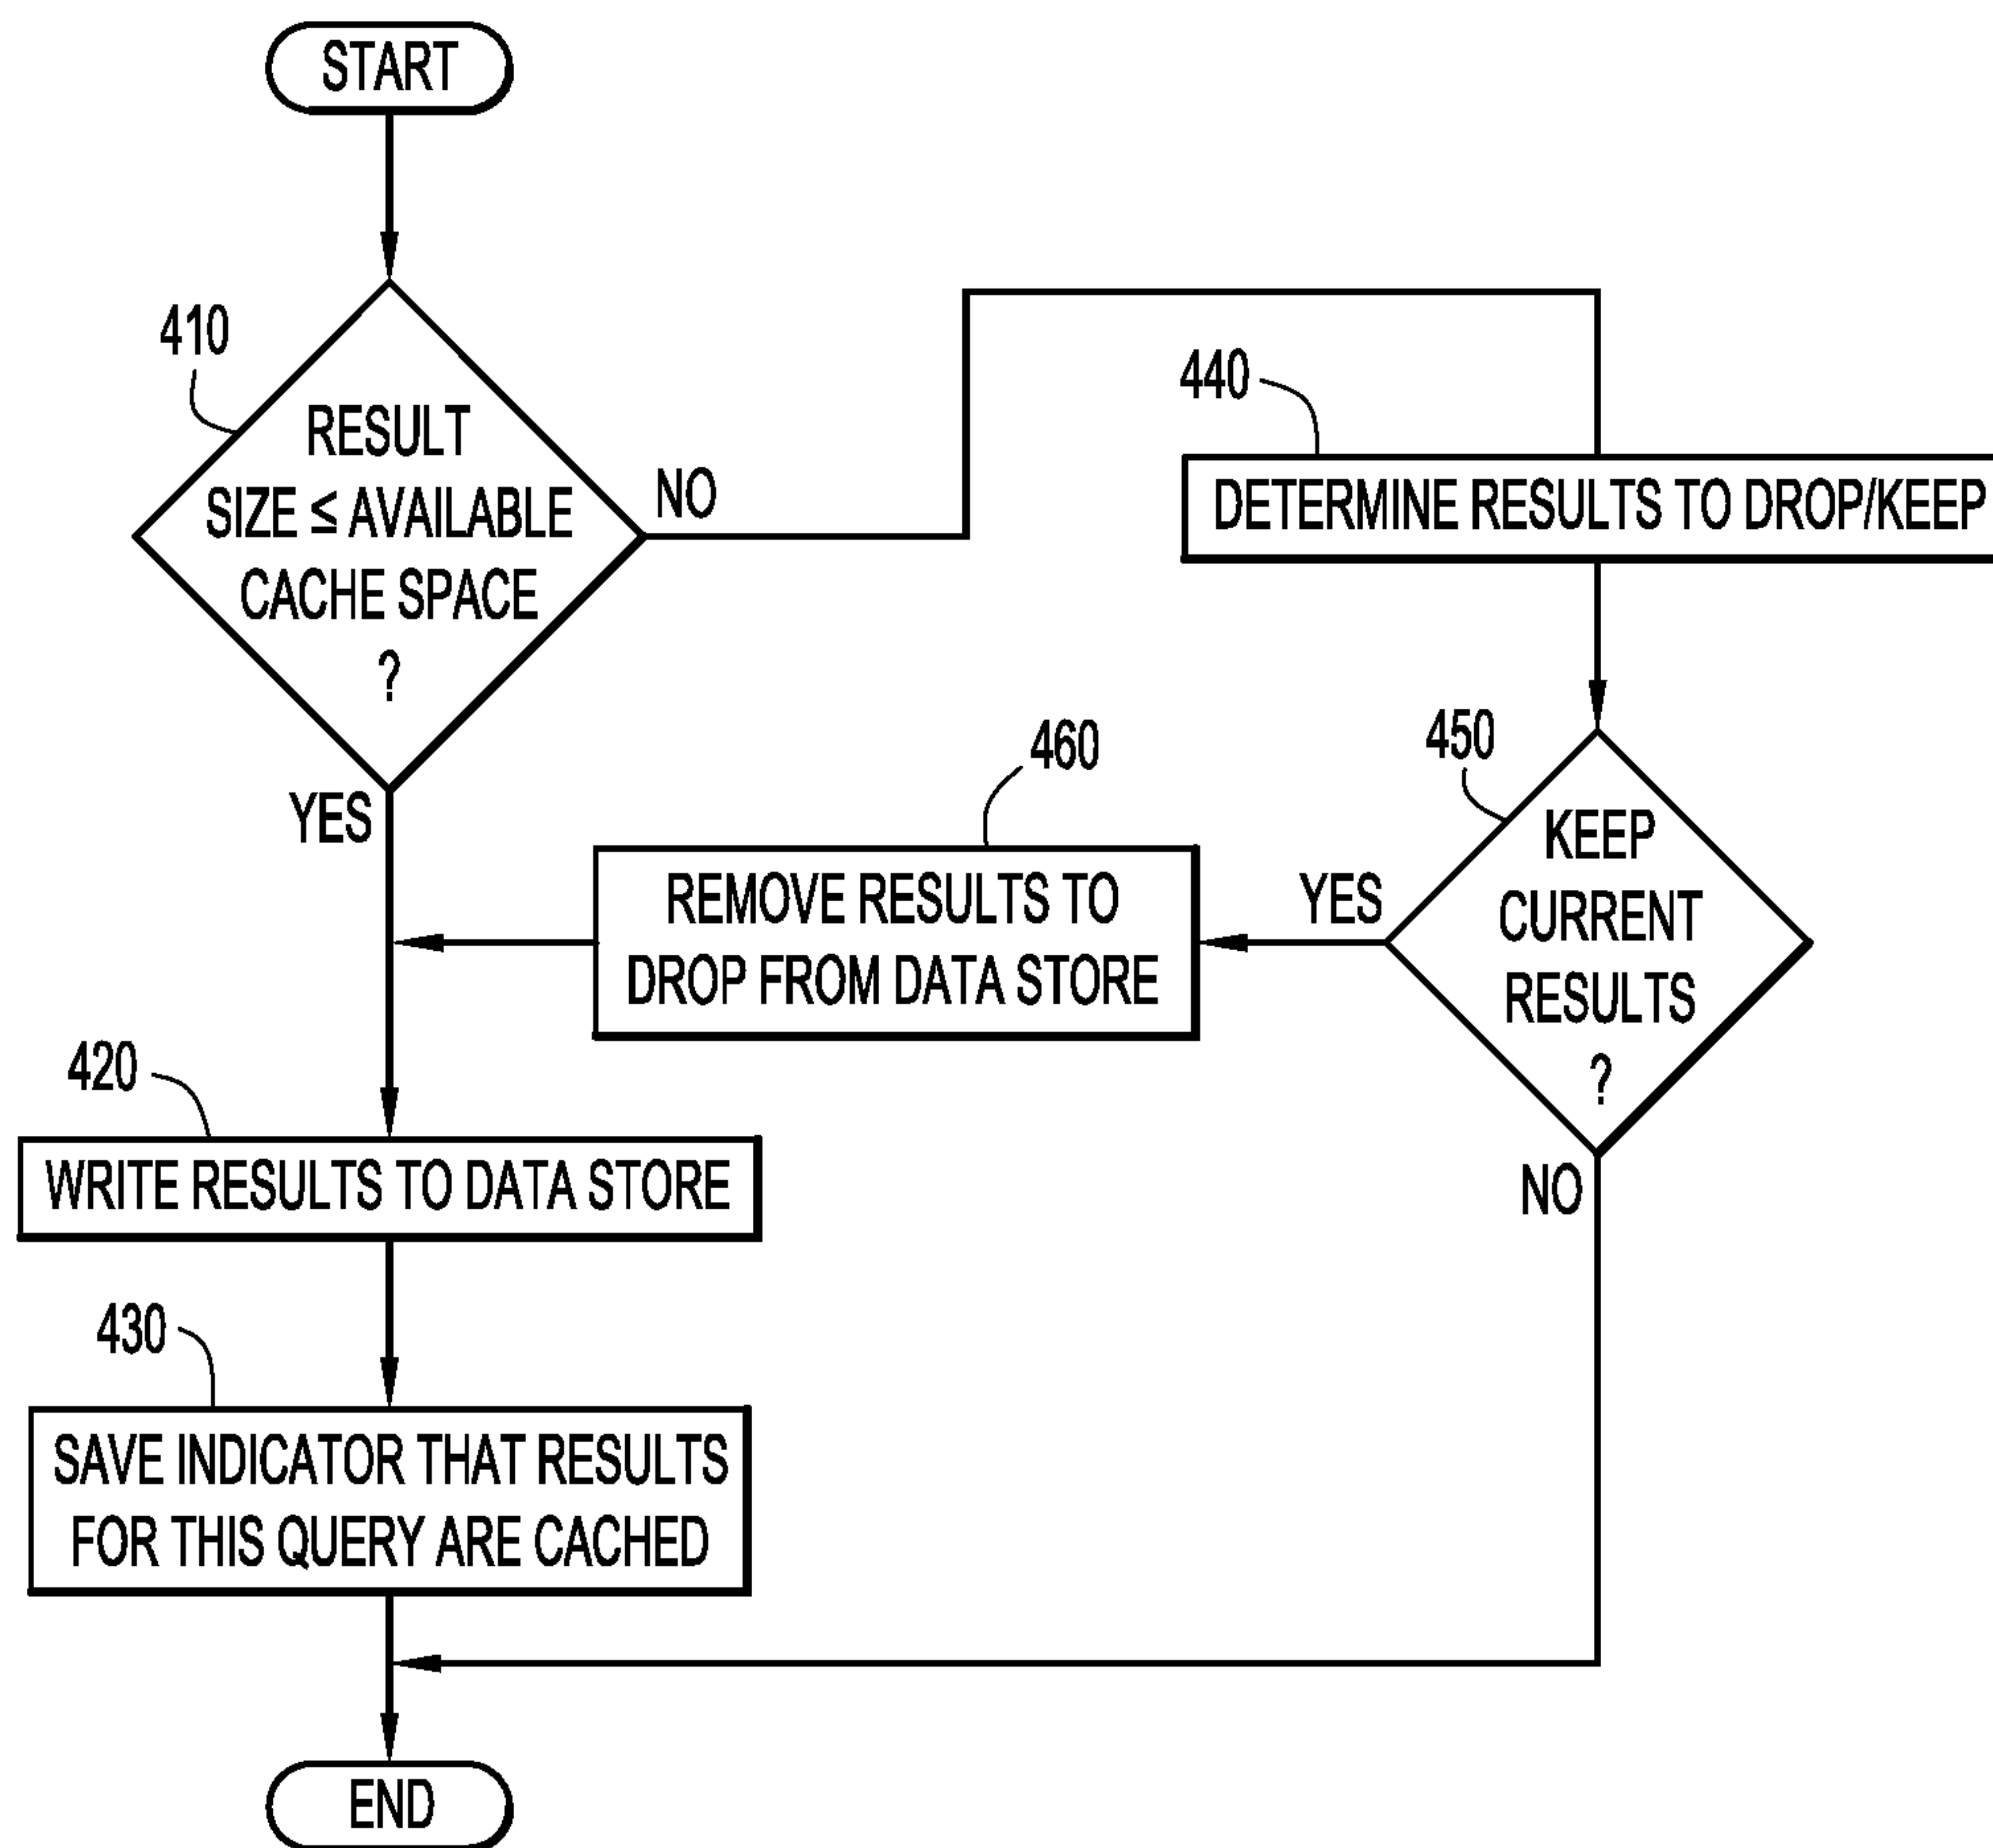 START
410
RESULT
SIZE ≤ AVAILABLE
CACHE SPACE
?
NO
YES
440
DETERMINE RESULTS TO DROP/KEEP
450
KEEP
CURRENT
RESULTS
?
YES
NO
460
REMOVE RESULTS TO
DROP FROM DATA STORE
420
WRITE RESULTS TO DATA STORE
430
SAVE INDICATOR THAT RESULTS
FOR THIS QUERY ARE CACHED
END